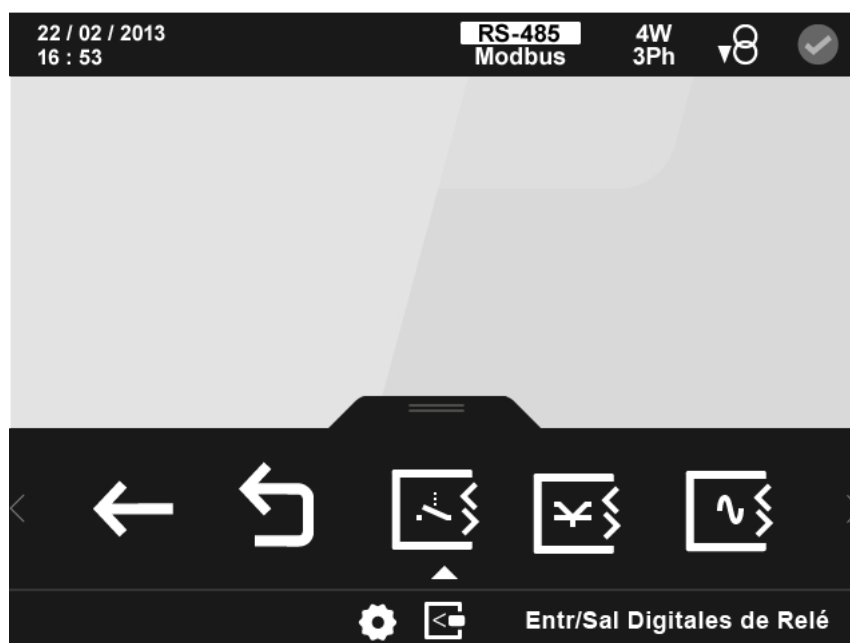 22 / 02 / 2013
16 : 53
RS-485
Modbus
4W
3Ph
Entr/Sal Digitales de Relé